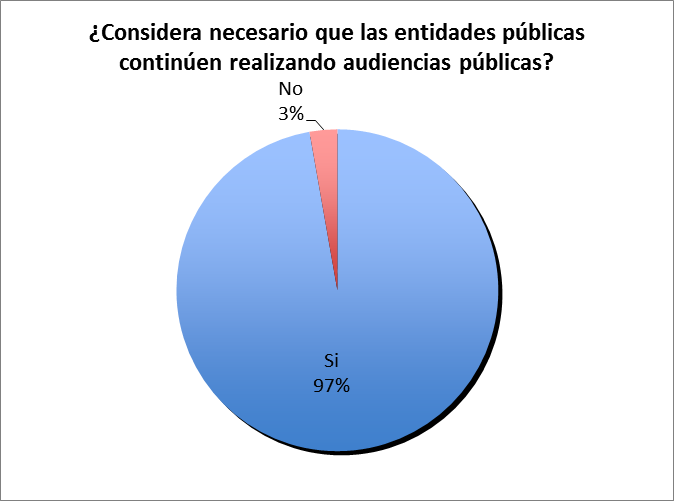 ¿Considera necesario que las entidades públicas
continúen realizando audiencias públicas?
No
3%
Si
97%